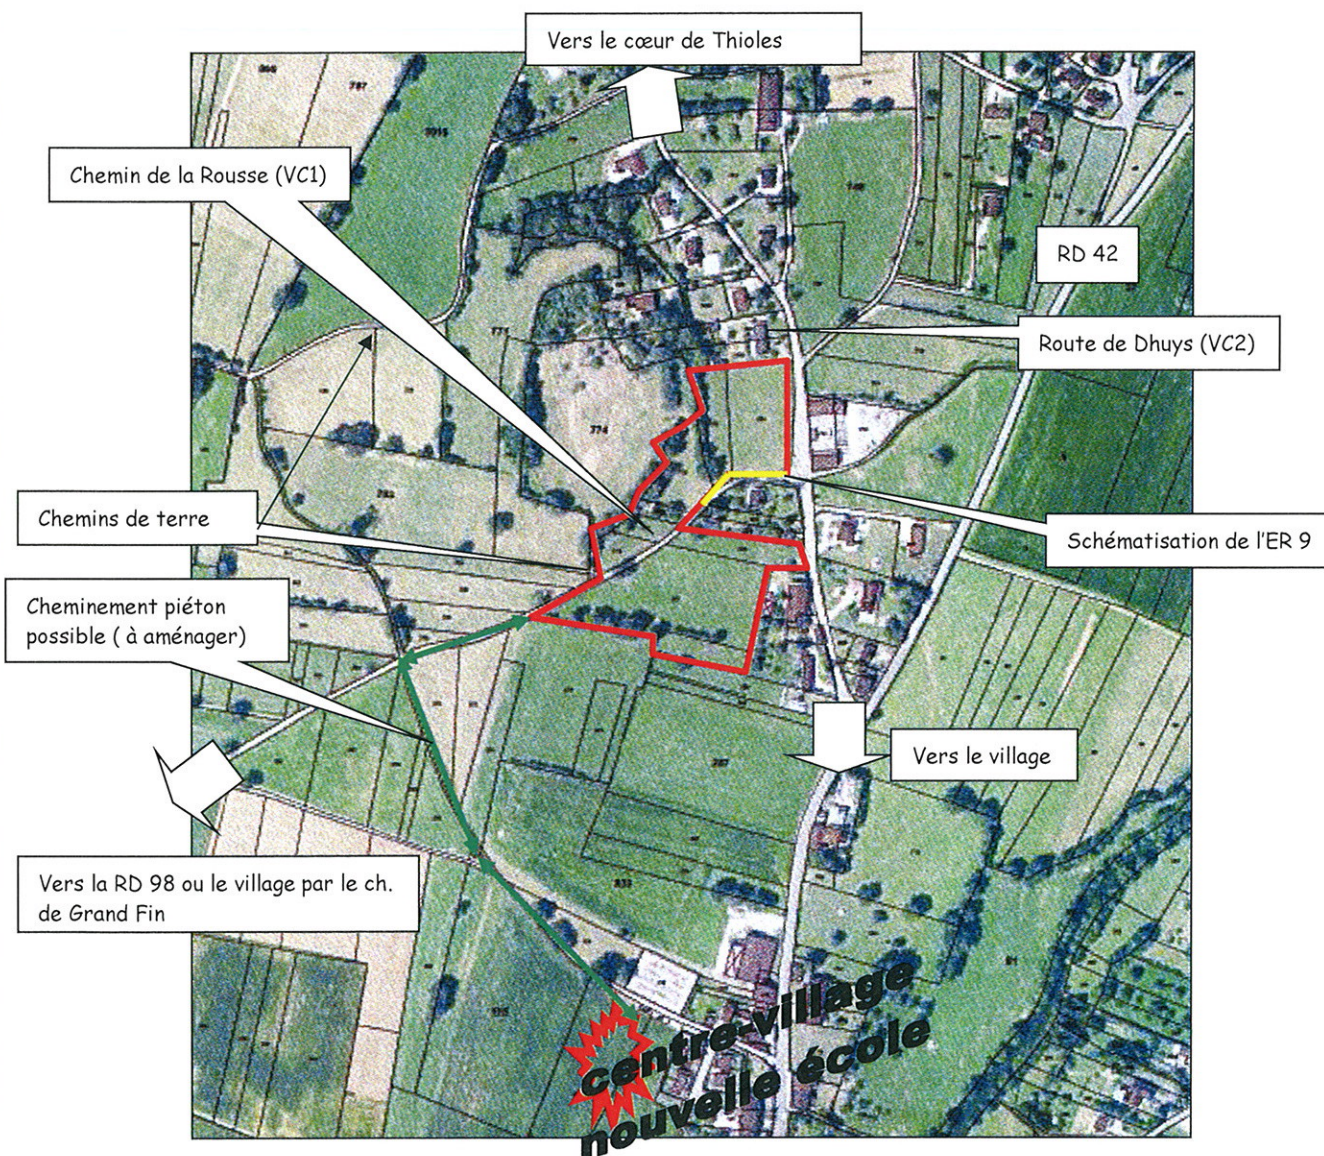 Vers le cœur de Thioles
Chemin de la Rousse (VC1)
RD 42
Route de Dhuys (VC2)
774
Chemins de terre
Schématisation de l'ER 9
Cheminement piéton
possible ( à aménager)
Vers le village
Vers la RD 98 ou le village par le ch.
de Grand Fin
centre-village
nouvelle école